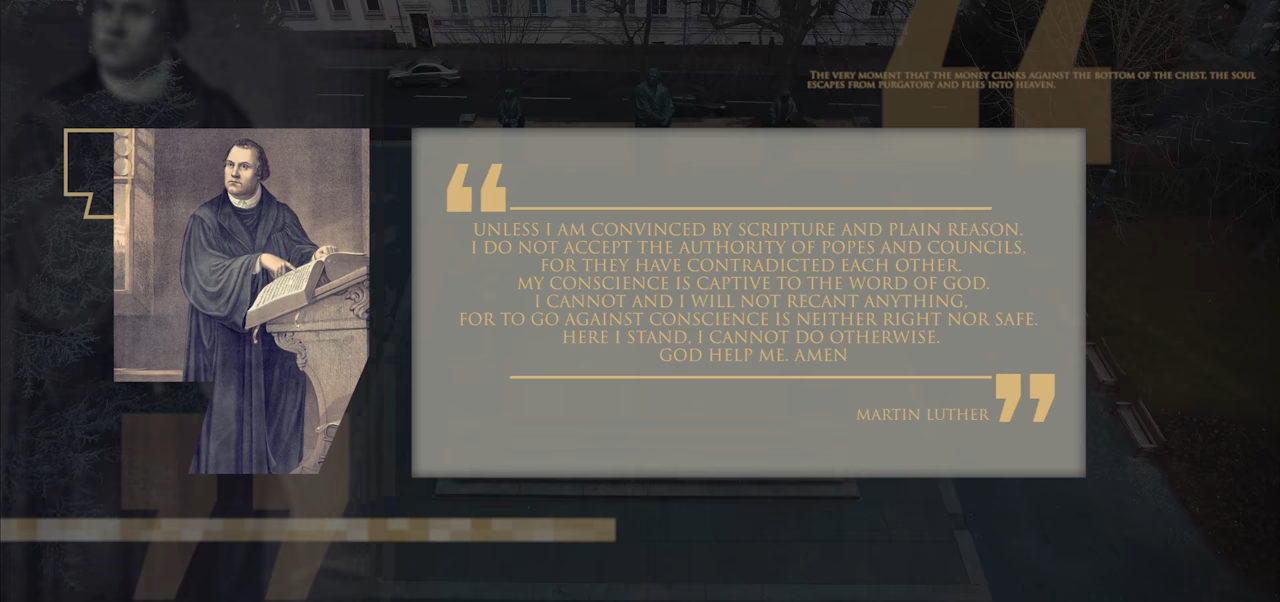 THE VERY MOMENT THAT THE MONEY CLINKS AGAINST THE BOTTOM OF THE CHEST, THE SOUL
ESCAPES FROM PURGATORY AND FLIES INTO HEAVEN.
“
UNLESS I AM CONVINCED BY SCRIPTURE AND PLAIN REASON.
I DO NOT ACCEPT THE AUTHORITY OF POPES AND COUNCILS,
FOR THEY HAVE CONTRADICTED EACH OTHER.
MY CONSCIENCE IS CAPTIVE TO THE WORD OF GOD.
I CANNOT AND I WILL NOT RECANT ANYTHING,
FOR TO GO AGAINST CONSCIENCE IS NEITHER RIGHT NOR SAFE.
HERE I STAND, I CANNOT DO OTHERWISE.
GOD HELP ME. AMEN
”
MARTIN LUTHER